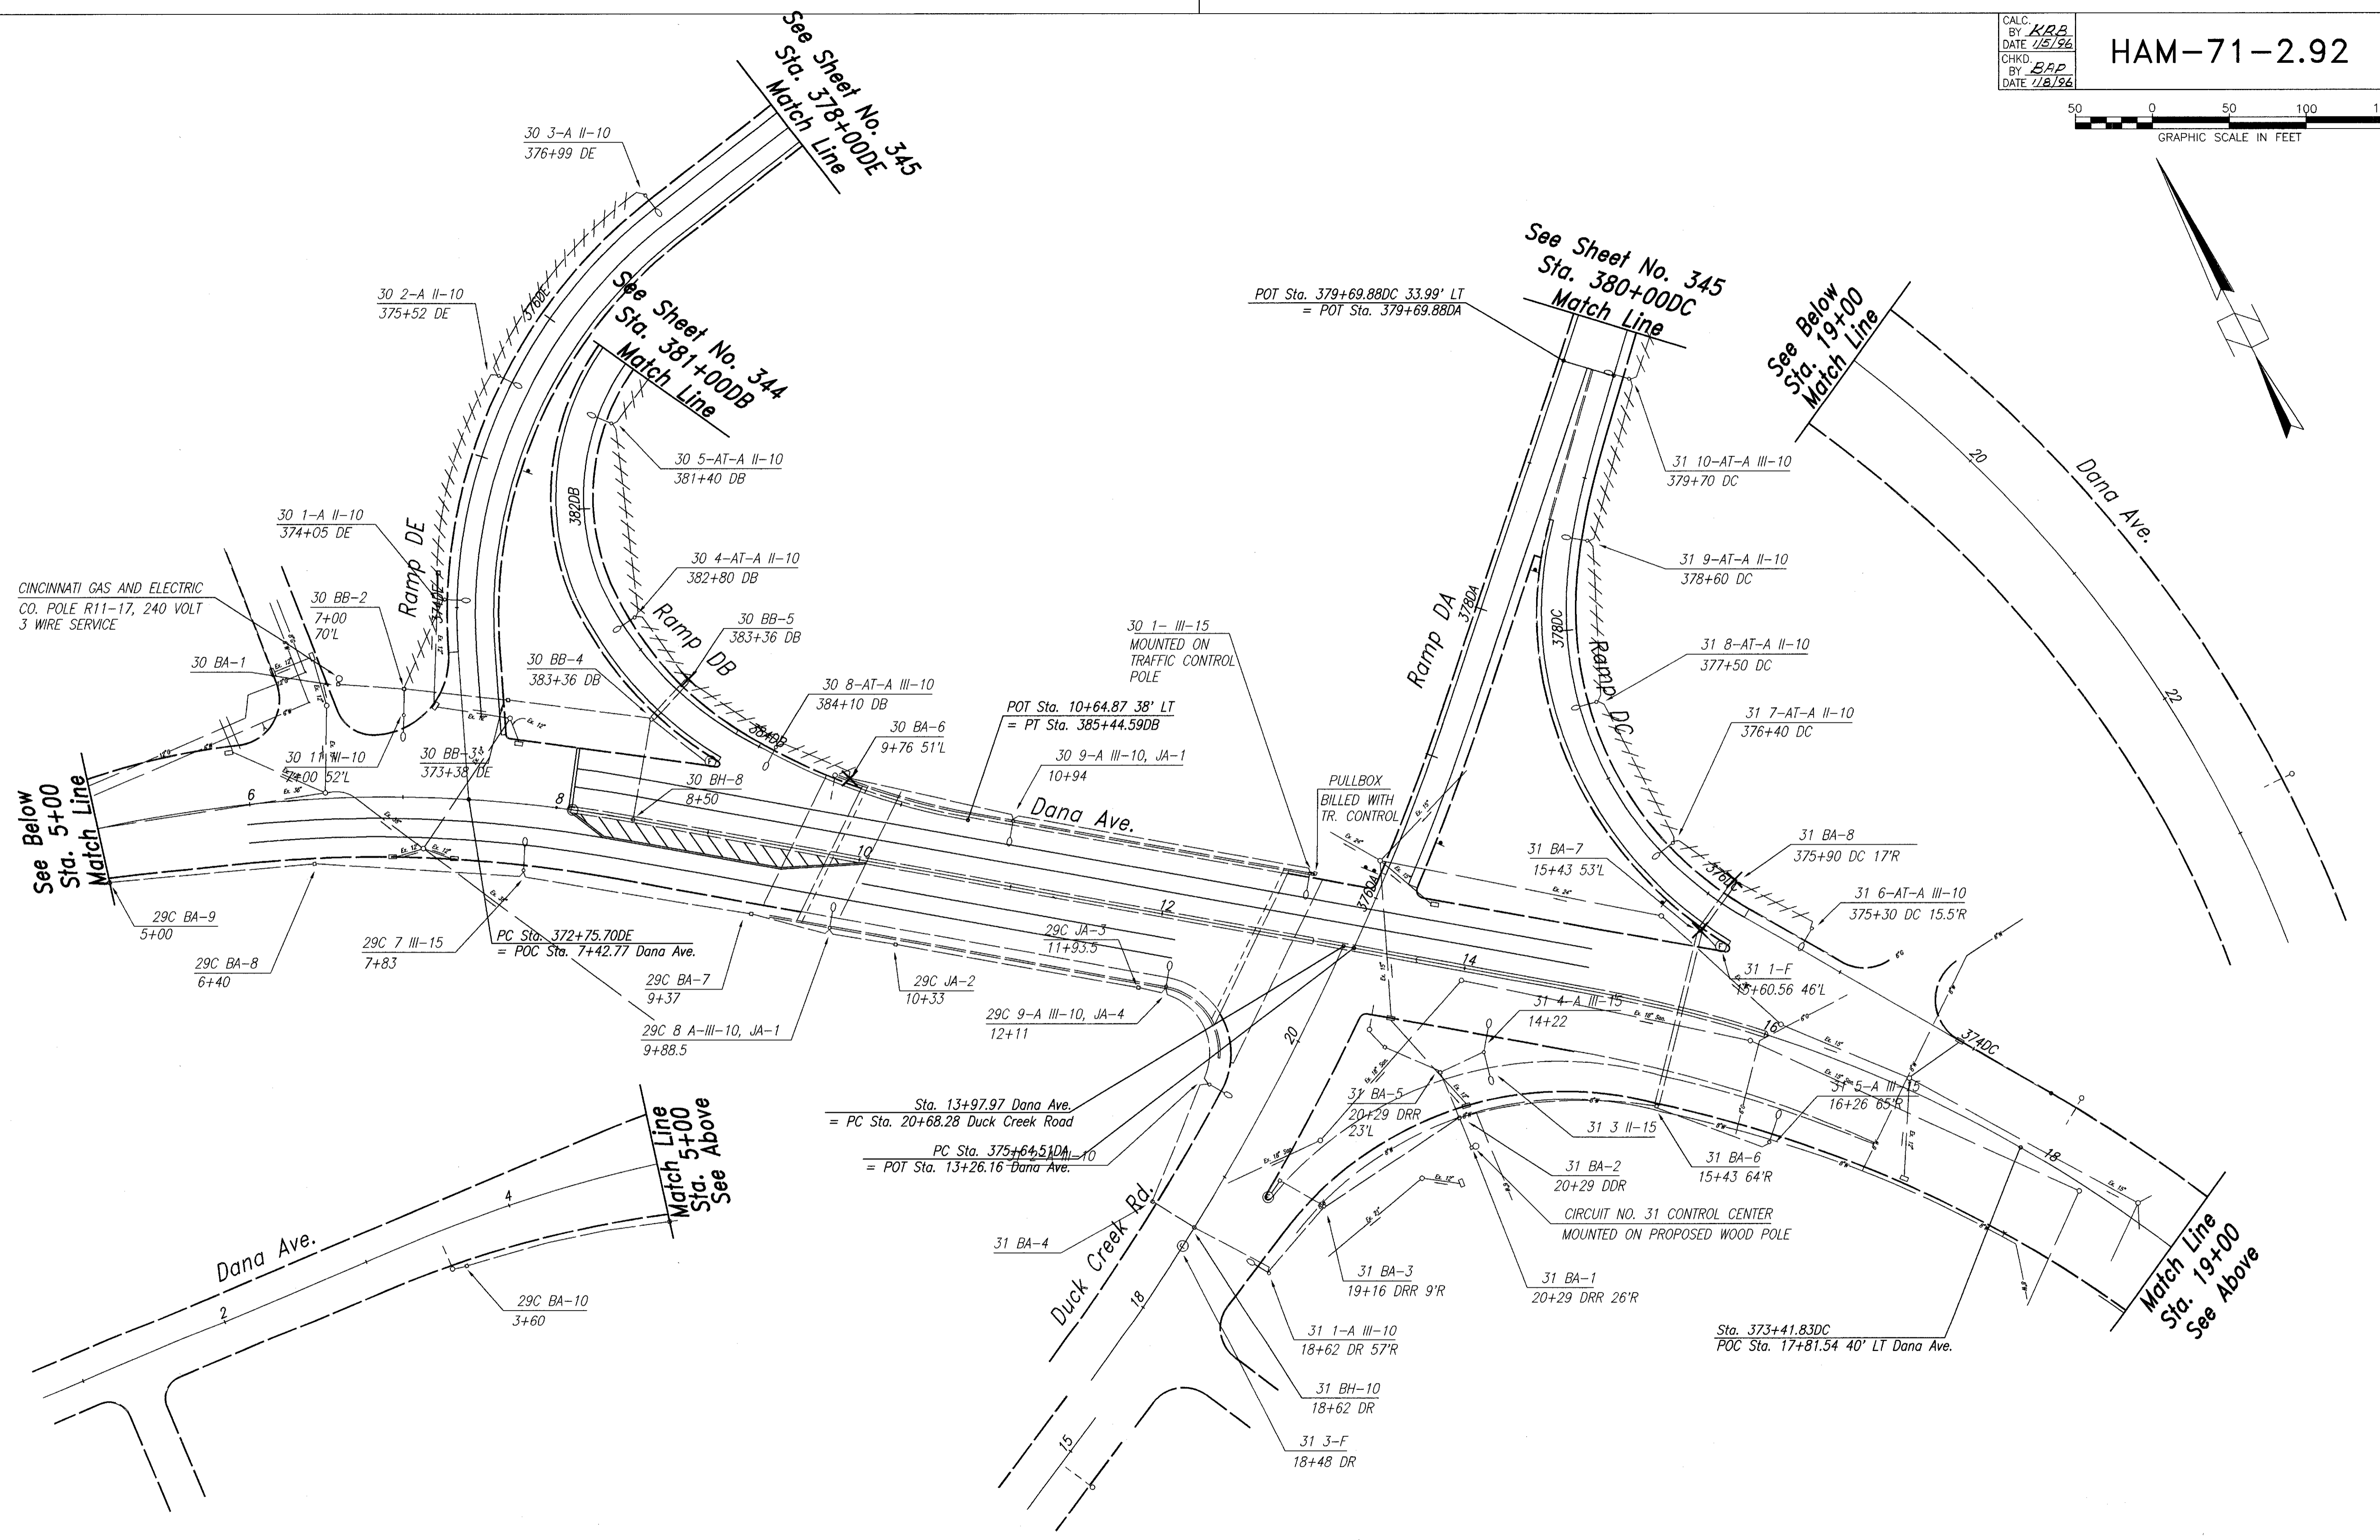 CALC.
BY KRB
DATE 1/5/96
CHKD.
BY BAP
DATE 1/8/96
HAM-71-2.92
50 0 50 100
GRAPHIC SCALE IN FEET
See Sheet No. 345
Sta. 378+00DE
Match Line
30 3-A II-10
376+99 DE
30 2-A II-10
375+52 DE
376DE
See Sheet No. 344
Sta. 381+00DB
Match Line
30 5-AT-A II-10
381+40 DB
382DB
30 1-A II-10
374+05 DE
Ramp DE
374DE
30 4-AT-A II-10
382+80 DB
Ramp DB
30 BB-5
383+36 DB
CINCINNATI GAS AND ELECTRIC
CO. POLE R11-17, 240 VOLT
3 WIRE SERVICE
30 BB-2
7+00
70'L
30 BA-1
30 BB-4
383+36 DB
30 8-AT-A III-10
384+10 DB
384DB
30 BA-6
9+76 51'L
POT Sta. 10+64.87 38' LT
= PT Sta. 385+44.59DB
30 9-A III-10, JA-1
10+94
30 11 III-10
7+00 52'L
30 BB-3
373+38 DE
30 BH-8
8+50
30 1- III-15
MOUNTED ON
TRAFFIC CONTROL
POLE
PULLBOX
BILLED WITH
TR. CONTROL
Dana Ave.
See Below
Sta. 5+00
Match Line
6
8
10
12
14
16
18
29C BA-9
5+00
29C BA-8
6+40
29C 7 III-15
7+83
PC Sta. 372+75.70DE
= POC Sta. 7+42.77 Dana Ave.
29C BA-7
9+37
29C 8 A-III-10, JA-1
9+88.5
29C JA-2
10+33
29C JA-3
11+93.5
29C 9-A III-10, JA-4
12+11
See Sheet No. 345
Sta. 380+00DC
Match Line
POT Sta. 379+69.88DC 33.99' LT
= POT Sta. 379+69.88DA
31 10-AT-A III-10
379+70 DC
31 9-AT-A II-10
378+60 DC
Ramp DA
378DA
378DC
Ramp DC
31 8-AT-A II-10
377+50 DC
31 7-AT-A II-10
376+40 DC
31 BA-8
375+90 DC 17'R
31 BA-7
15+43 53'L
376DC
31 6-AT-A III-10
375+30 DC 15.5'R
376DA
31 1-F
15+60.56 46'L
31 4-A III-15
14+22
374DC
31 5-A III-15
16+26 65'R
31 BA-5
20+29 DRR
23'L
31 3 II-15
31 BA-6
15+43 64'R
31 BA-2
20+29 DDR
CIRCUIT NO. 31 CONTROL CENTER
MOUNTED ON PROPOSED WOOD POLE
31 BA-3
19+16 DRR 9'R
31 BA-1
20+29 DRR 26'R
Sta. 13+97.97 Dana Ave.
= PC Sta. 20+68.28 Duck Creek Road
PC Sta. 375+64.51DA
= POT Sta. 13+26.16 Dana Ave.
20
Duck Creek Rd.
31 BA-4
18
15
31 1-A III-10
18+62 DR 57'R
31 BH-10
18+62 DR
31 3-F
18+48 DR
Sta. 373+41.83DC
POC Sta. 17+81.54 40' LT Dana Ave.
Match Line
Sta. 19+00
See Above
See Below
Sta. 19+00
Match Line
20
22
Dana Ave.
Match Line
Sta. 5+00
See Above
Dana Ave.
2
4
29C BA-10
3+60